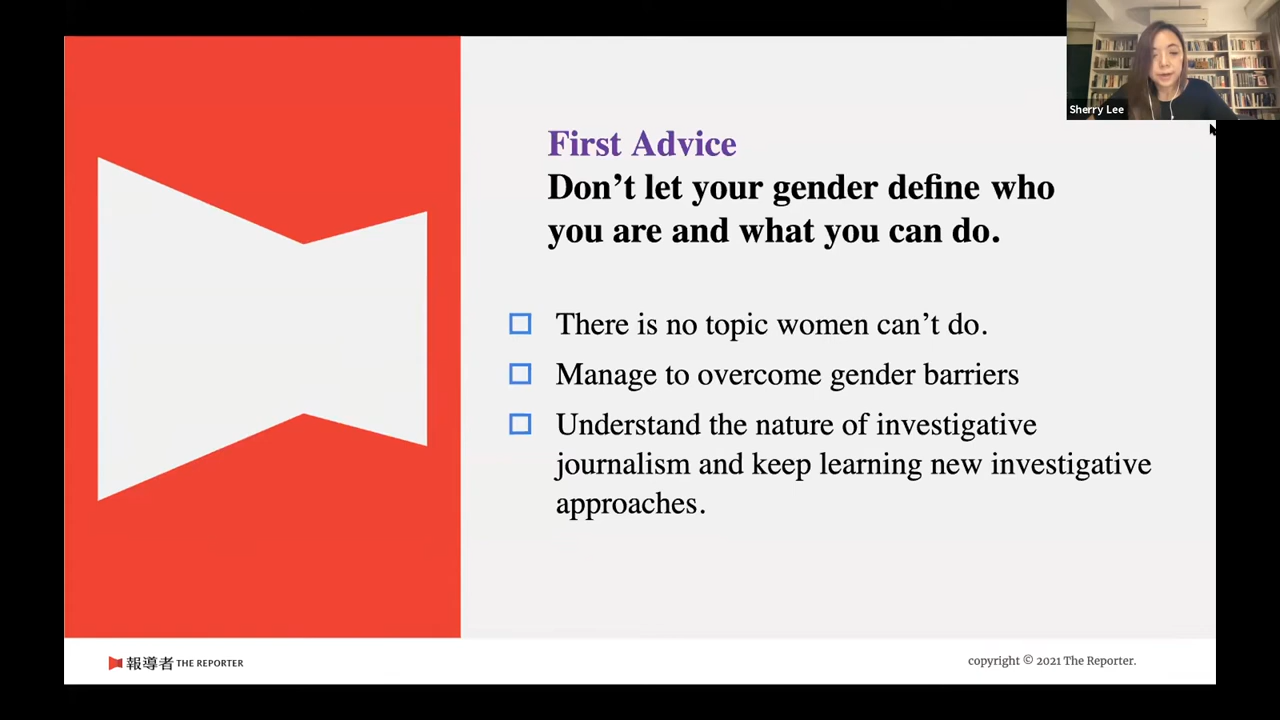 Sherry Lee
First Advice
Don’t let your gender define who
you are and what you can do.
There is no topic women can’t do.
Manage to overcome gender barriers
Understand the nature of investigative
journalism and keep learning new investigative
approaches.
報導者 THE REPORTER
copyright © 2021 The Reporter.